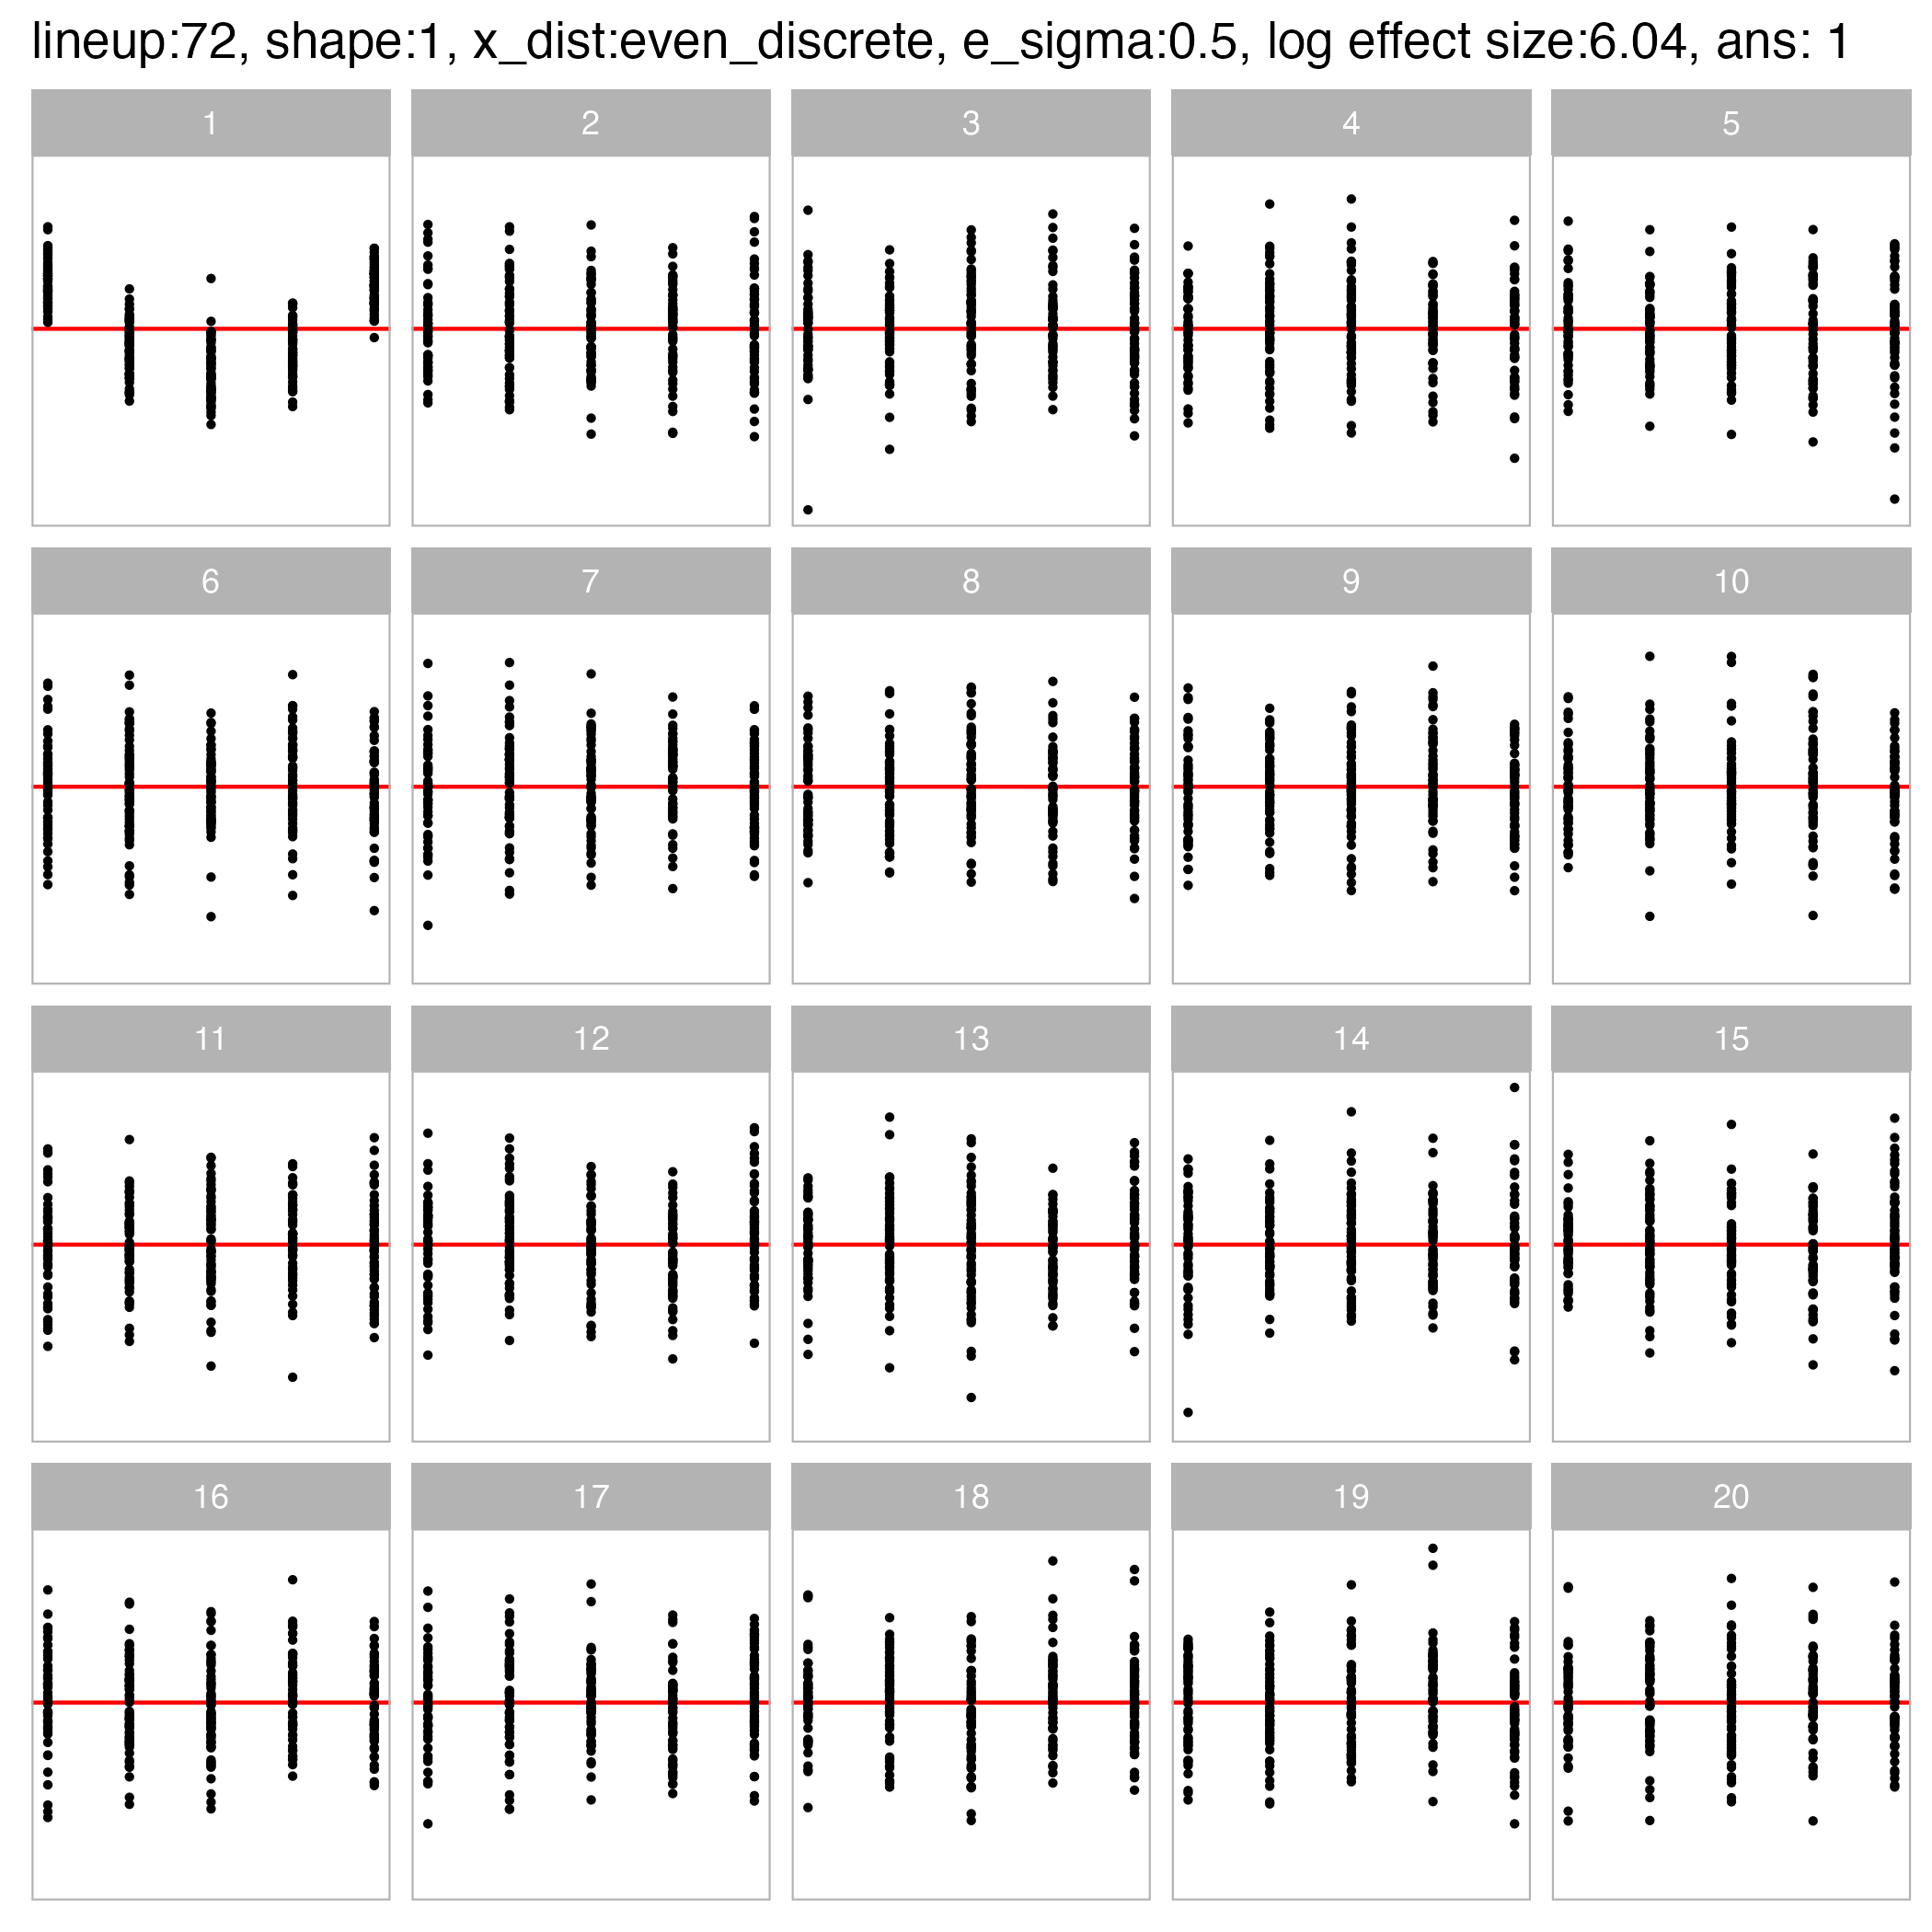 lineup:72, shape:1, x_dist:even_discrete, e_sigma:0.5, log effect size:6.04, ans: 1
1 2 3 4 5
6 7 8 9 10
11 12 13 14 15
16 17 18 19 20